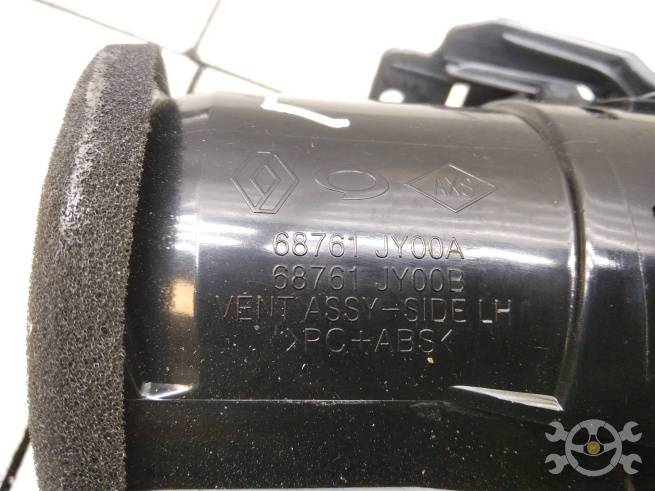 AXS
68761 JY00A
68761 JY00B
VENT ASSY-SIDE LH
>PC+ABS<